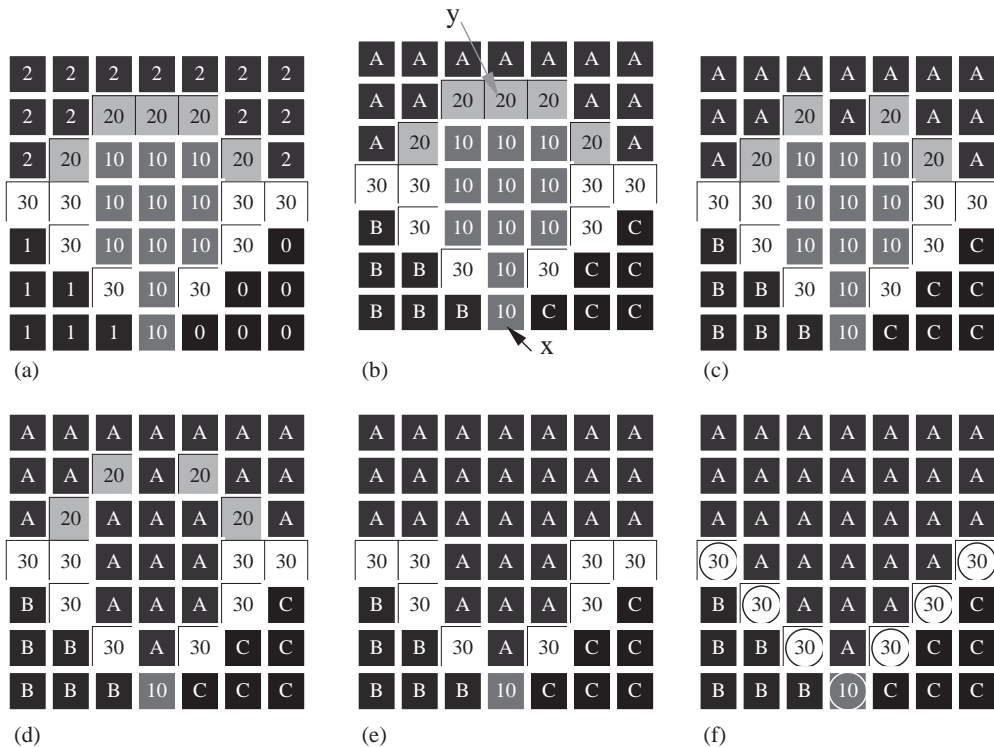 2 2 2 2 2 2 2
2 2 20 20 20 2 2
2 20 10 10 10 20 2
30 30 10 10 10 30 30
1 30 10 10 10 30 0
1 1 30 10 30 0 0
1 1 1 10 0 0 0
(a)
y
A A A A A A A
A A 20 20 20 A A
A 20 10 10 10 20 A
30 30 10 10 10 30 30
B 30 10 10 10 30 C
B B 30 10 30 C C
B B B 10 C C C
x
(b)
A A A A A A A
A A 20 A 20 A A
A 20 10 10 10 20 A
30 30 10 10 10 30 30
B 30 10 10 10 30 C
B B 30 10 30 C C
B B B 10 C C C
(c)
A A A A A A A
A A 20 A 20 A A
A 20 A A A 20 A
30 30 A A A 30 30
B 30 A A A 30 C
B B 30 A 30 C C
B B B 10 C C C
(d)
A A A A A A A
A A A A A A A
A A A A A A A
30 30 A A A 30 30
B 30 A A A 30 C
B B 30 A 30 C C
B B B 10 C C C
(e)
A A A A A A A
A A A A A A A
A A A A A A A
30 A A A A A 30
B 30 A A A 30 C
B B 30 A 30 C C
B B B 10 C C C
(f)